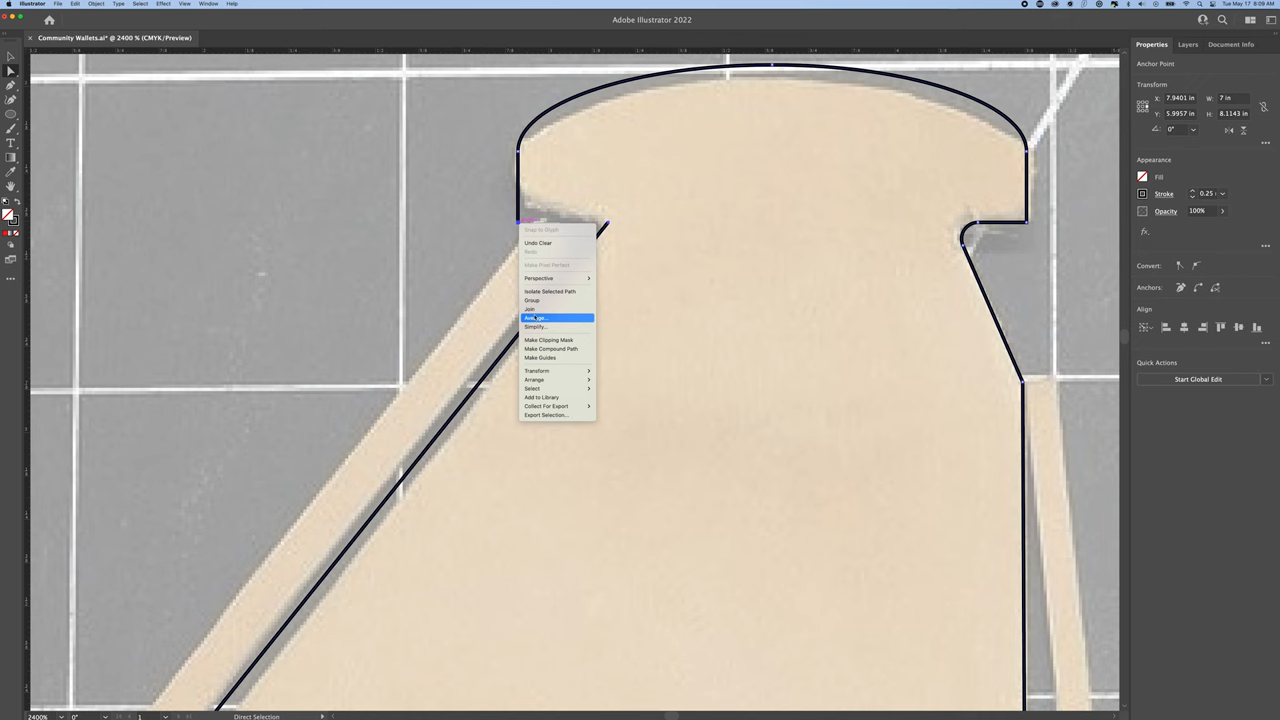 Illustrator File Edit Object Type Select Effect View Window Help
Tue May 17 8:09 AM
Adobe Illustrator 2022
Community Wallets.ai* @ 2400 % (CMYK/Preview)
Properties Layers Document Info
Anchor Point
Transform
X: 7.9401 in W: 7 in
Y: 5.9957 in H: 8.1143 in
0°
Appearance
Fill
Stroke 0.25
Opacity 100%
Convert:
Anchors:
Align
Quick Actions
Start Global Edit
Snap to Glyph
Undo Clear
Redo
Make Pixel Perfect
Perspective
Isolate Selected Path
Group
Join
Average...
Simplify...
Make Clipping Mask
Make Compound Path
Make Guides
Transform
Arrange
Select
Add to Library
Collect For Export
Export Selection...
2400% 0° 1 Direct Selection